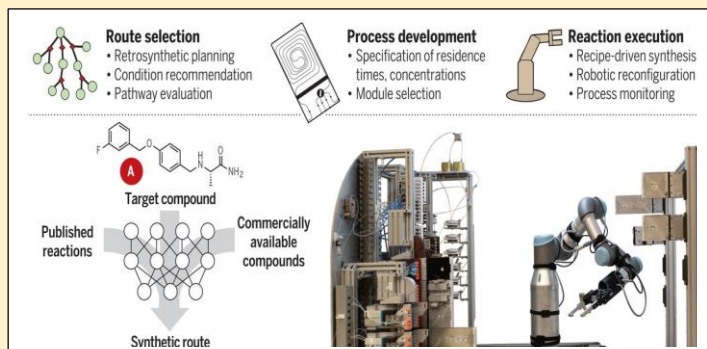 Route selection
• Retrosynthetic planning
• Condition recommendation
• Pathway evaluation
Process development
• Specification of residence
times, concentrations
• Module selection
Reaction execution
• Recipe-driven synthesis
• Robotic reconfiguration
• Process monitoring
F
O
N
H
O
NH₂
A
Target compound
Published
reactions
Commercially
available
compounds
Synthetic route